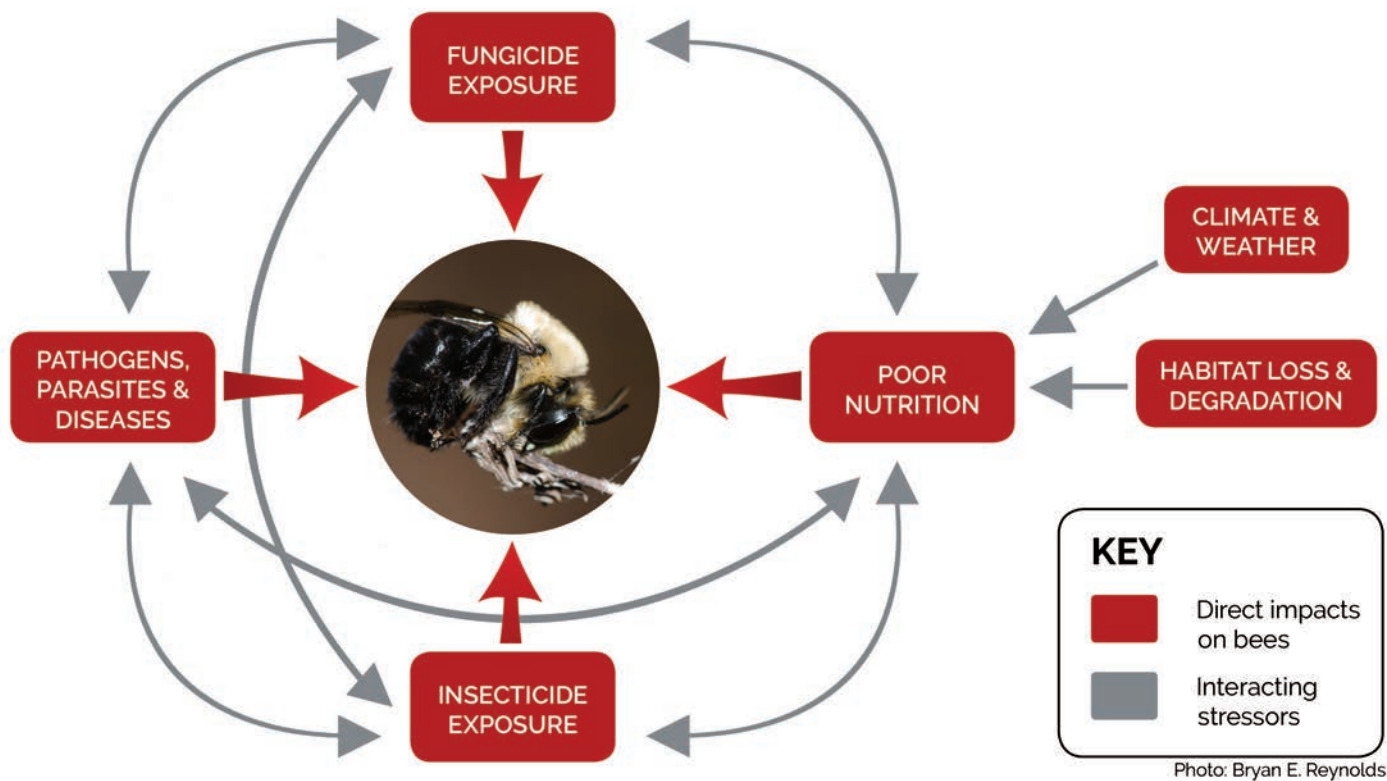 FUNGICIDE
EXPOSURE
CLIMATE &
WEATHER
PATHOGENS,
PARASITES &
DISEASES
POOR
NUTRITION
HABITAT LOSS &
DEGRADATION
INSECTICIDE
EXPOSURE
KEY
Direct impacts
on bees
Interacting
stressors
Photo: Bryan E. Reynolds